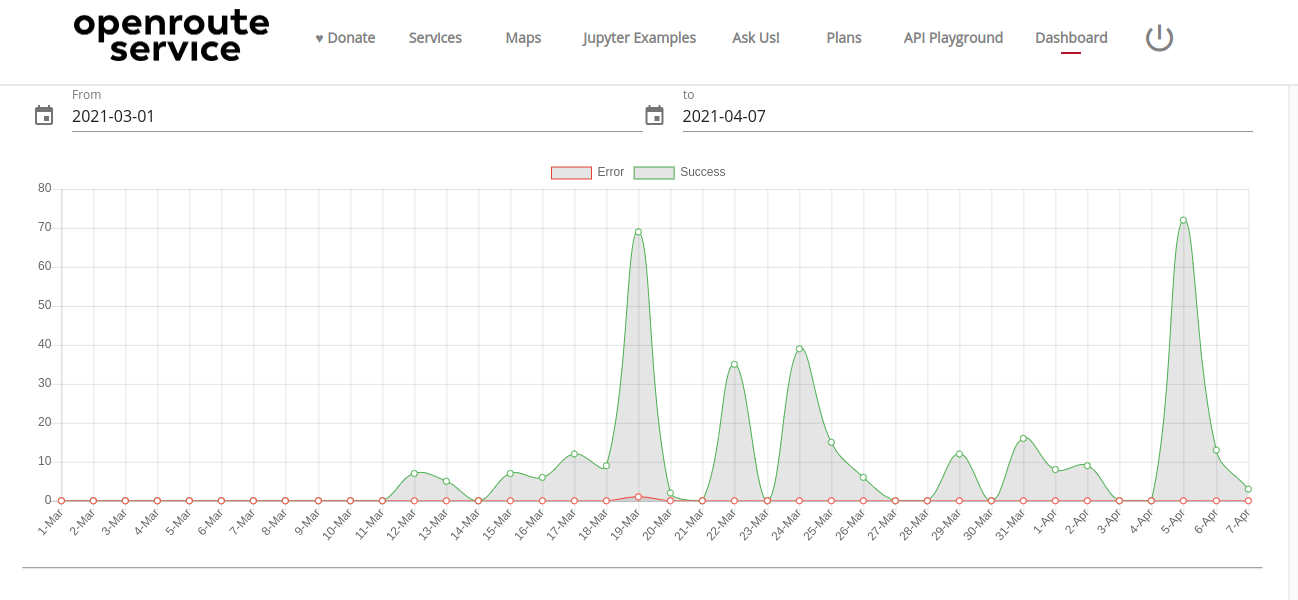 openroute
service
♥ Donate Services Maps Jupyter Examples Ask Us! Plans API Playground Dashboard
From to
2021-03-01 2021-04-07
Error Success
80
70
60
50
40
30
20
10
0
1-Mar 2-Mar 3-Mar 4-Mar 5-Mar 6-Mar 7-Mar 8-Mar 9-Mar 10-Mar 11-Mar 12-Mar 13-Mar 14-Mar 15-Mar 16-Mar 17-Mar 18-Mar 19-Mar 20-Mar 21-Mar 22-Mar 23-Mar 24-Mar 25-Mar 26-Mar 27-Mar 28-Mar 29-Mar 30-Mar 31-Mar 1-Apr 2-Apr 3-Apr 4-Apr 5-Apr 6-Apr 7-Apr